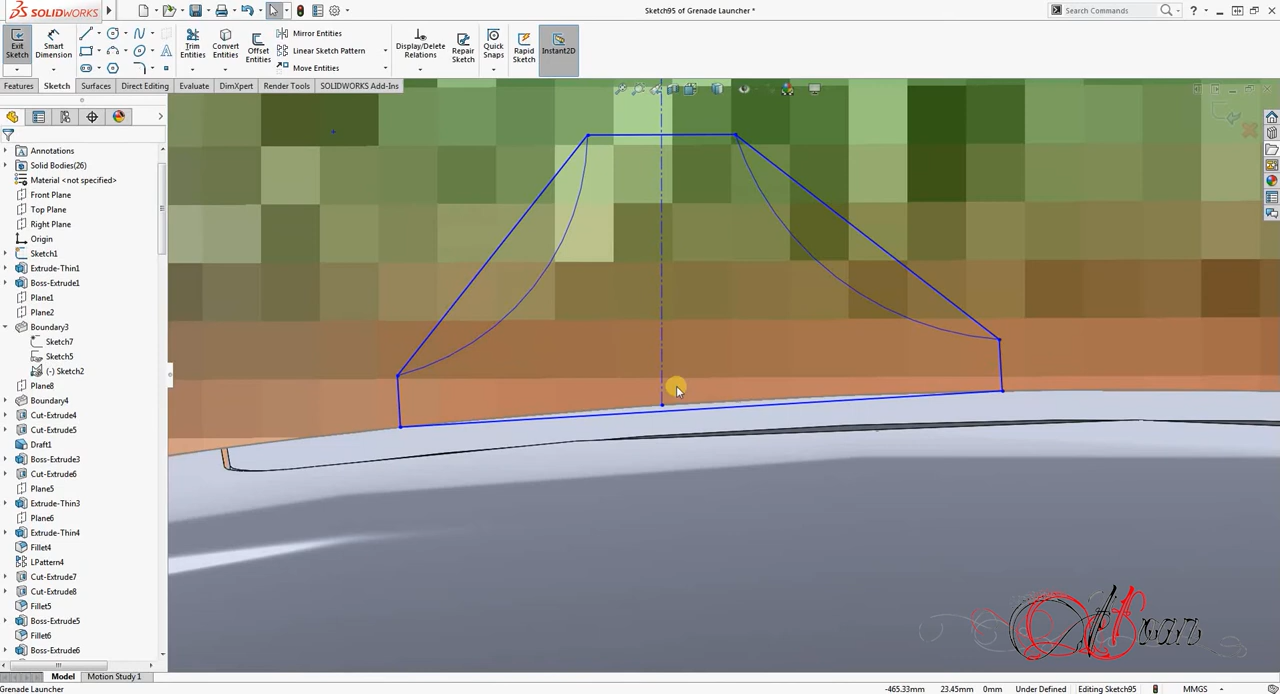 SOLIDWORKS
Sketch95 of Grenade Launcher *
Search Commands
Exit Sketch
Smart Dimension
Trim Entities
Convert Entities
Offset Entities
Mirror Entities
Linear Sketch Pattern
Move Entities
Display/Delete Relations
Repair Sketch
Quick Snaps
Rapid Sketch
Instant2D
Features
Sketch
Surfaces
Direct Editing
DimXpert
Evaluate
Render Tools
SOLIDWORKS Add-Ins
Annotations
Solid Bodies(26)
Material <not specified>
Front Plane
Top Plane
Right Plane
Origin
Sketch1
Extrude-Thin1
Boss-Extrude1
Plane1
Plane2
Boundary3
Sketch7
Sketch5
(-) Sketch2
Plane8
Boundary4
Cut-Extrude4
Cut-Extrude5
Draft1
Boss-Extrude3
Cut-Extrude6
Plane5
Extrude-Thin3
Plane6
Extrude-Thin4
Fillet4
LPattern4
Cut-Extrude7
Cut-Extrude8
Fillet5
Boss-Extrude5
Fillet6
Boss-Extrude6
Model
Motion Study 1
Grenade Launcher
-465.33mm
23.45mm
0mm
Under Defined
Editing Sketch95
MMGS